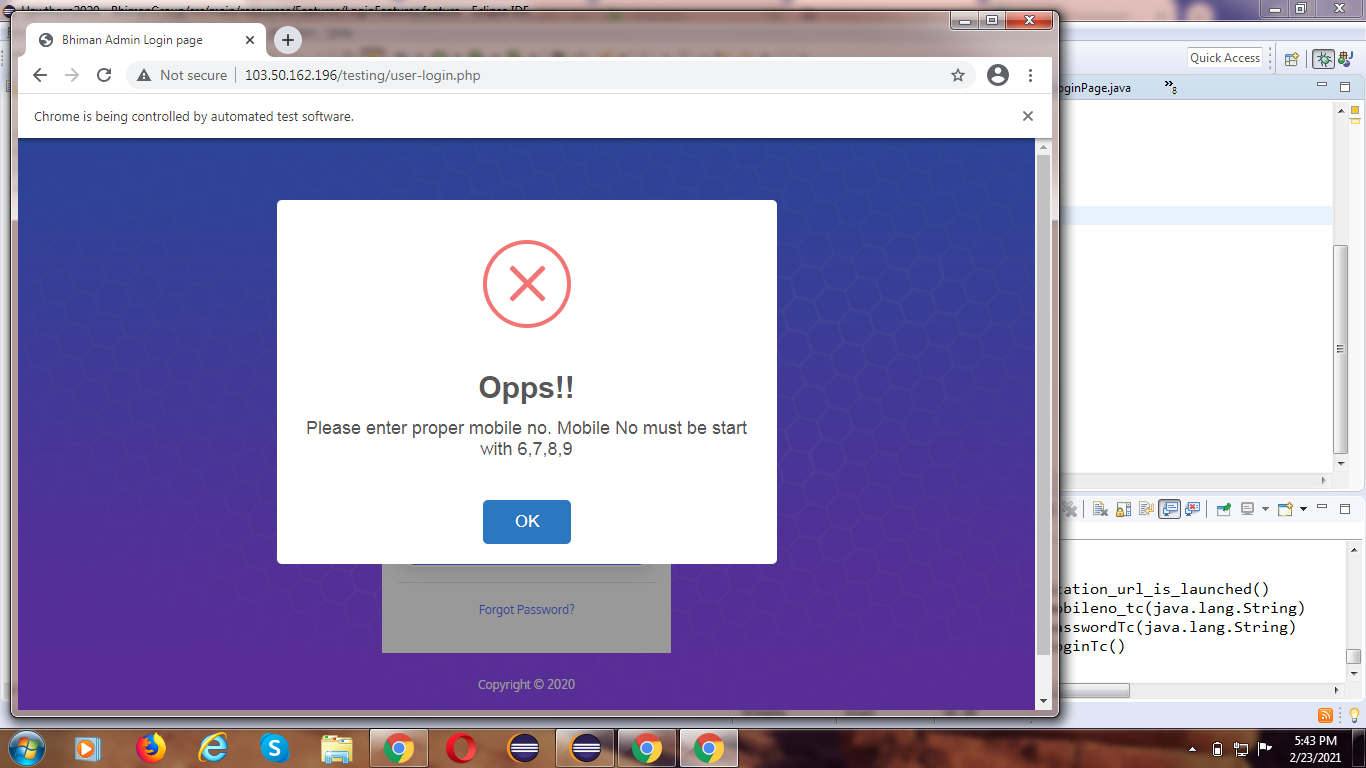 Bhiman Admin Login page
Not secure
103.50.162.196/testing/user-login.php
Chrome is being controlled by automated test software.
Quick Access
oginPage.java
8
Opps!!
Please enter proper mobile no. Mobile No must be start
with 6,7,8,9
OK
Forgot Password?
Copyright © 2020
ation_url_is_launched()
bileno_tc(java.lang.String)
sswordTc(java.lang.String)
oginTc()
5:43 PM
2/23/2021